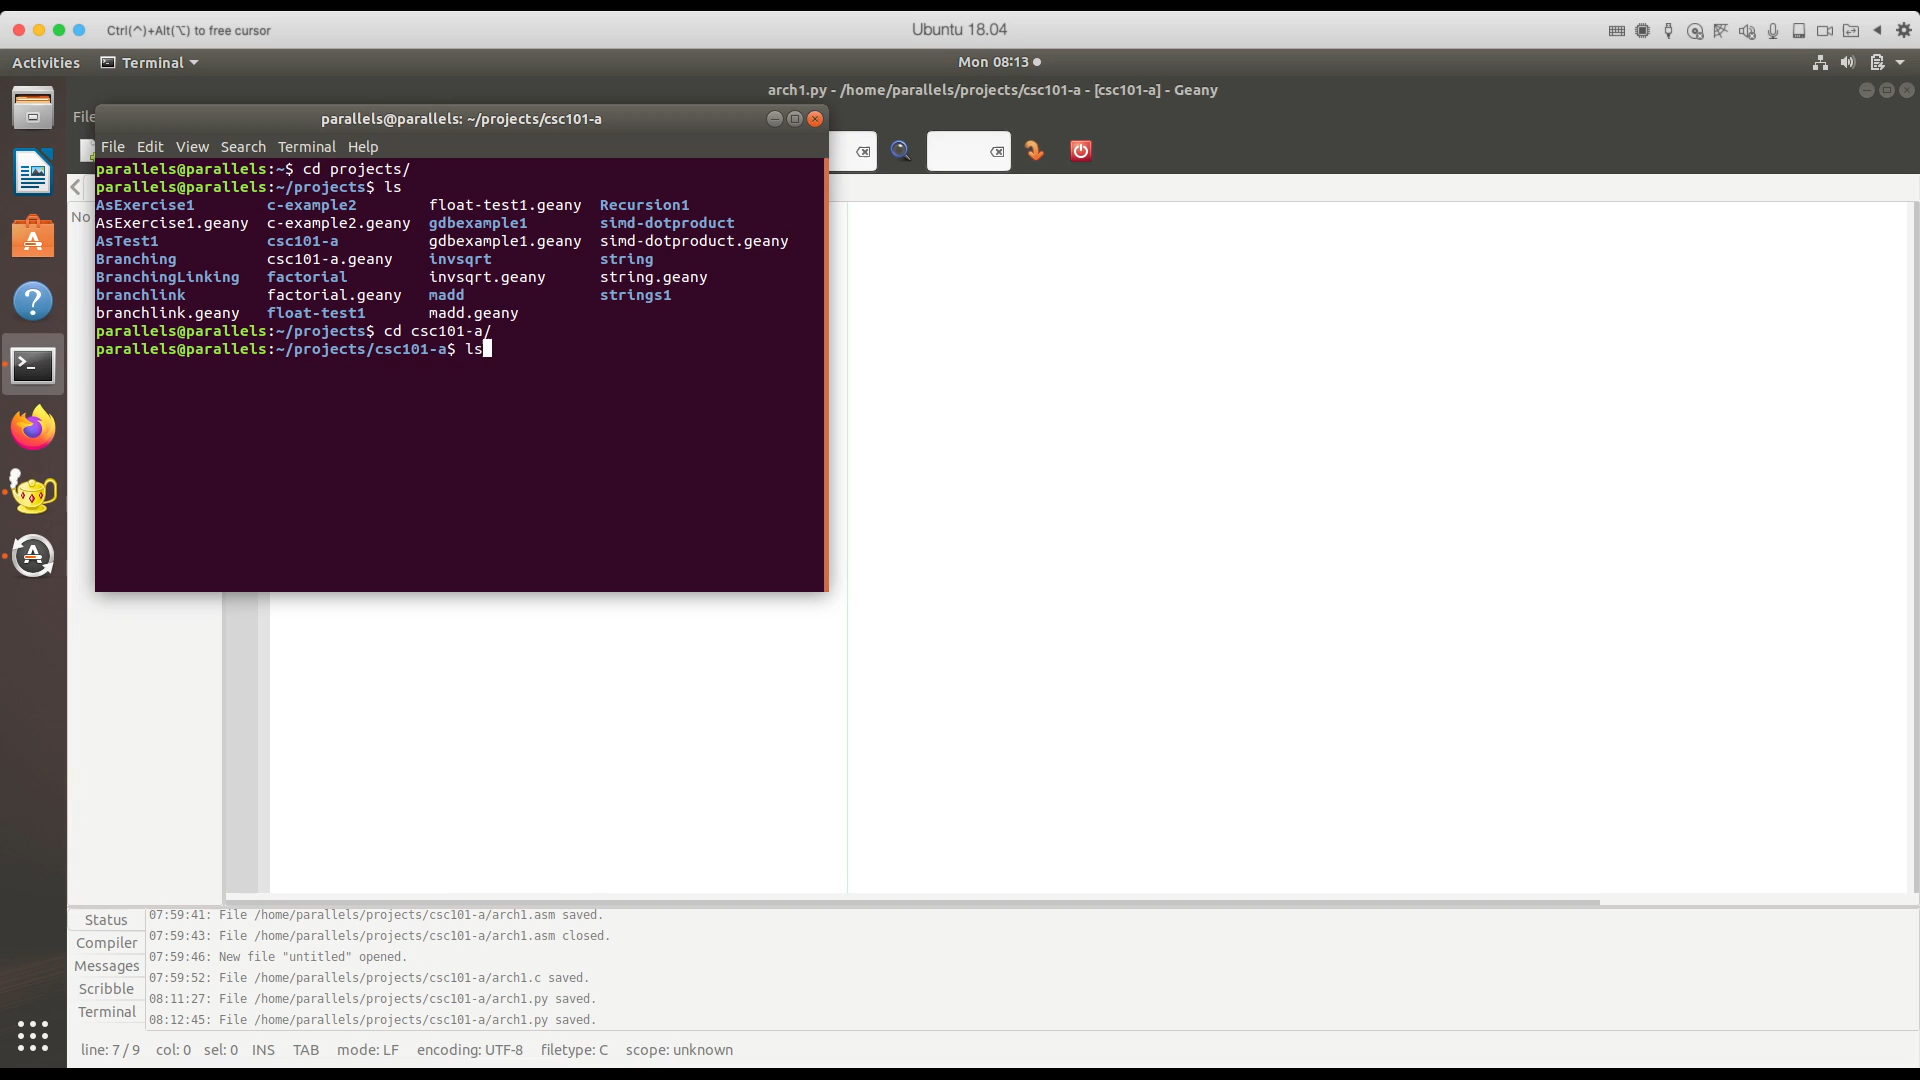 Ctrl(^)+Alt(⌥) to free cursor
Ubuntu 18.04
Activities
Terminal
Mon 08:13
arch1.py - /home/parallels/projects/csc101-a - [csc101-a] - Geany
File
parallels@parallels: ~/projects/csc101-a
File Edit View Search Terminal Help
parallels@parallels:~$ cd projects/
parallels@parallels:~/projects$ ls
AsExercise1 c-example2 float-test1.geany Recursion1
AsExercise1.geany c-example2.geany gdbexample1 simd-dotproduct
AsTest1 csc101-a gdbexample1.geany simd-dotproduct.geany
Branching csc101-a.geany invsqrt string
BranchingLinking factorial invsqrt.geany string.geany
branchlink factorial.geany madd strings1
branchlink.geany float-test1 madd.geany
parallels@parallels:~/projects$ cd csc101-a/
parallels@parallels:~/projects/csc101-a$ ls
No
Status
Compiler
Messages
Scribble
Terminal
07:59:41: File /home/parallels/projects/csc101-a/arch1.asm saved.
07:59:43: File /home/parallels/projects/csc101-a/arch1.asm closed.
07:59:46: New file "untitled" opened.
07:59:52: File /home/parallels/projects/csc101-a/arch1.c saved.
08:11:27: File /home/parallels/projects/csc101-a/arch1.py saved.
08:12:45: File /home/parallels/projects/csc101-a/arch1.py saved.
line: 7 / 9 col: 0 sel: 0 INS TAB mode: LF encoding: UTF-8 filetype: C scope: unknown